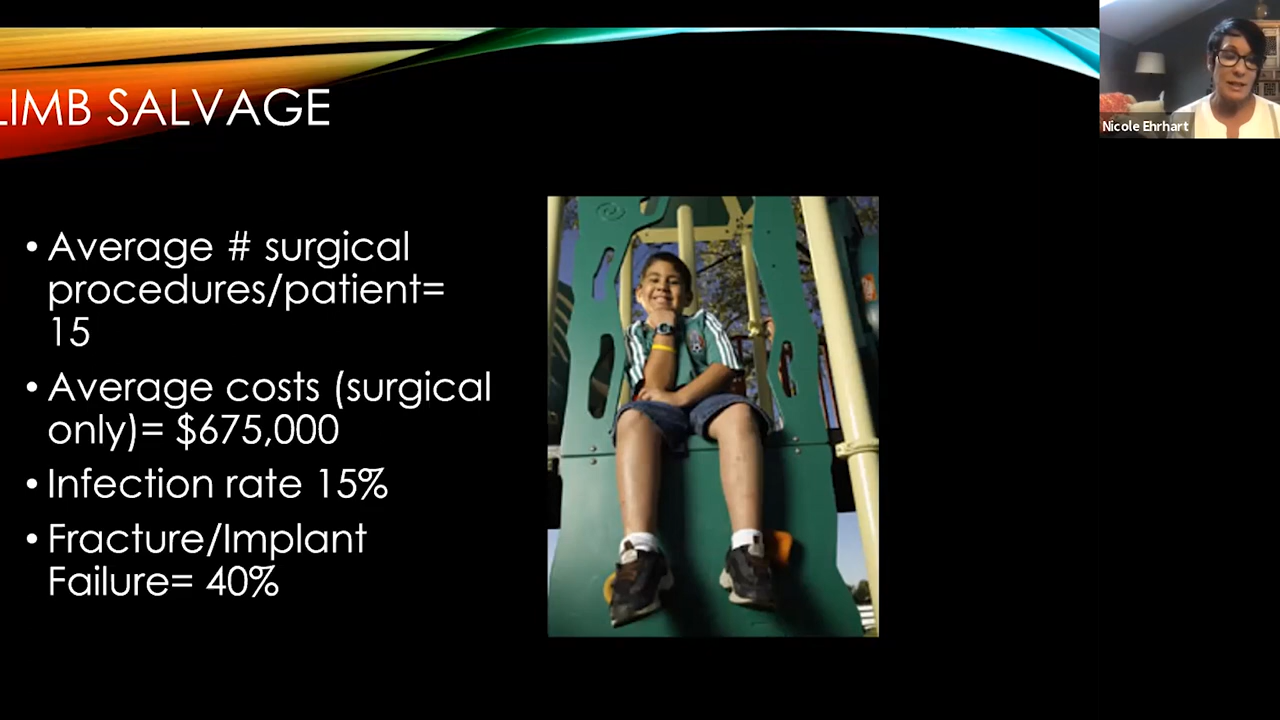 LIMB SALVAGE
Nicole Ehrhart
• Average # surgical
procedures/patient=
15
• Average costs (surgical
only)= $675,000
• Infection rate 15%
• Fracture/Implant
Failure= 40%